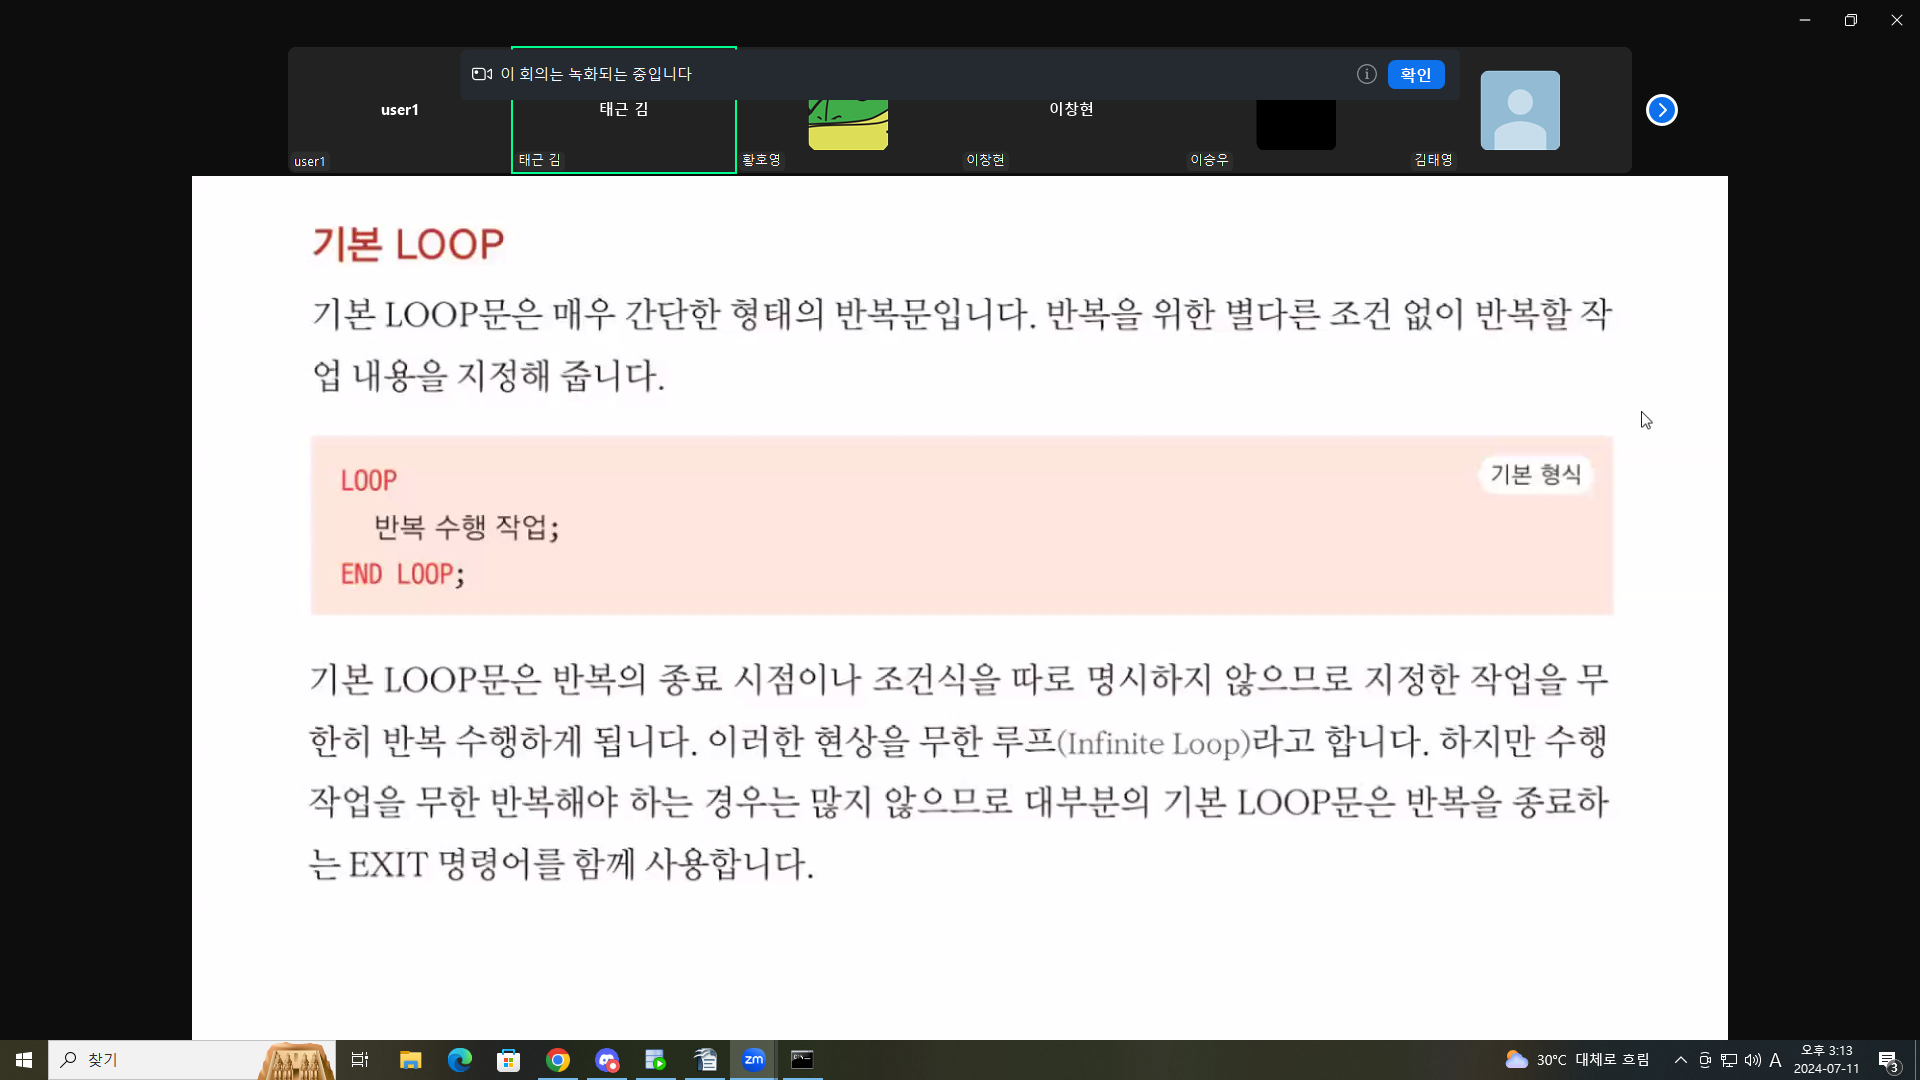 이 회의는 녹화되는 중입니다
확인
user1
태근 김
이창현
user1
태근 김
황호영
이창현
이승우
김태영
기본 LOOP
기본 LOOP문은 매우 간단한 형태의 반복문입니다. 반복을 위한 별다른 조건 없이 반복할 작
업 내용을 지정해 줍니다.
기본 형식
LOOP
반복 수행 작업;
END LOOP;
기본 LOOP문은 반복의 종료 시점이나 조건식을 따로 명시하지 않으므로 지정한 작업을 무
한히 반복 수행하게 됩니다. 이러한 현상을 무한 루프(Infinite Loop)라고 합니다. 하지만 수행
작업을 무한 반복해야 하는 경우는 많지 않으므로 대부분의 기본 LOOP문은 반복을 종료하
는 EXIT 명령어를 함께 사용합니다.
찾기
zm
30°C 대체로 흐림
A
오후 3:13
2024-07-11
3